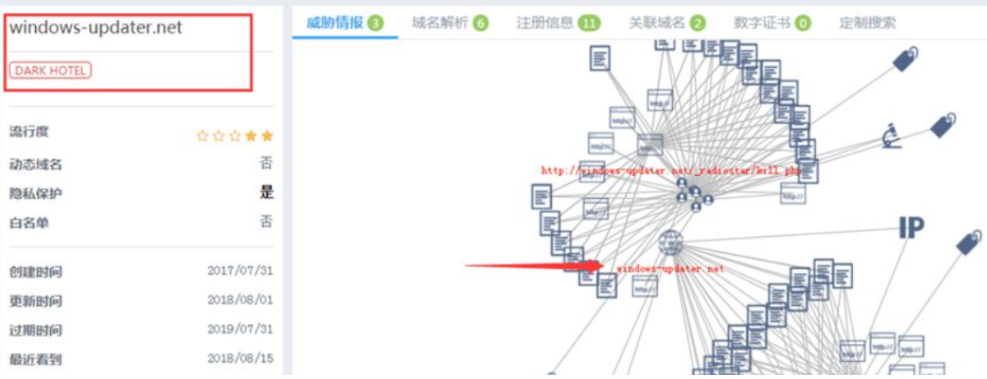 windows-updater.net
DARK HOTEL
流行度
动态域名 否
隐私保护 是
白名单 否
创建时间 2017/07/31
更新时间 2018/08/01
过期时间 2019/07/31
最近看到 2018/08/15
威胁情报 3 域名解析 6 注册信息 11 关联域名 2 数字证书 0 定制搜索
http://windows-updater.net/_radiostar/kill.php
IP
windows-updater.net